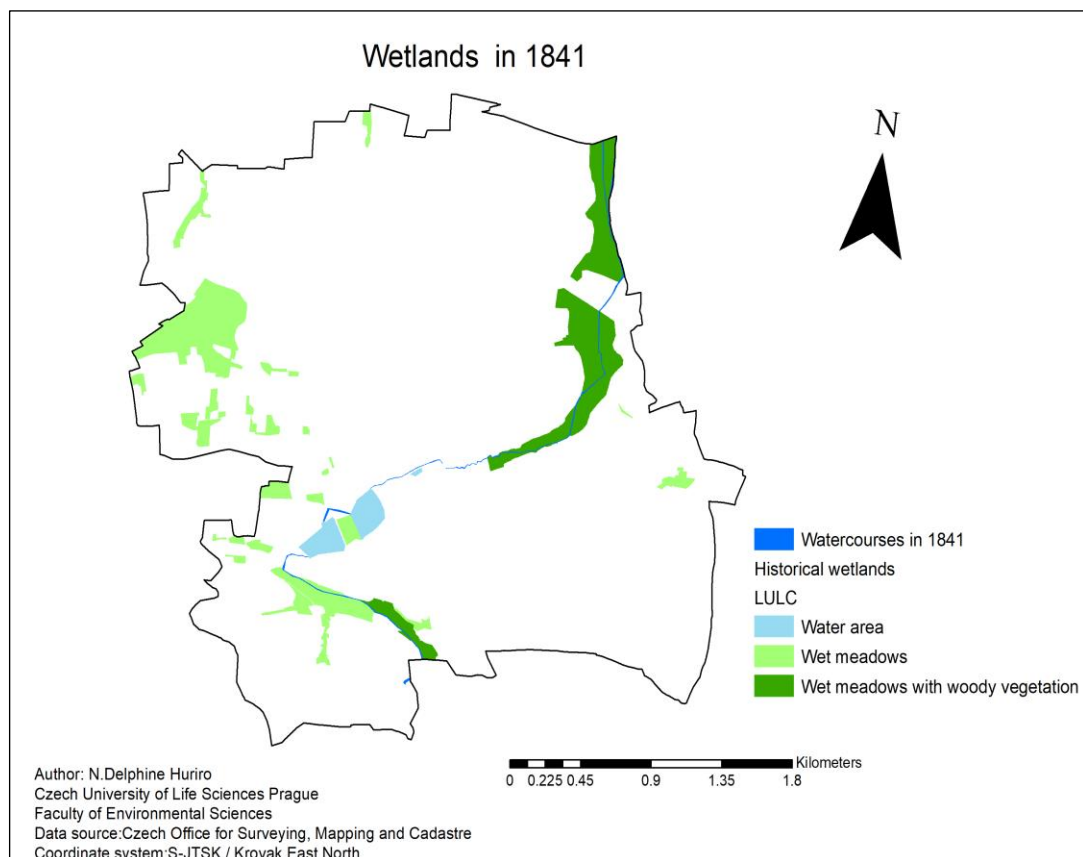 Wetlands in 1841
N
Watercourses in 1841
Historical wetlands
LULC
Water area
Wet meadows
Wet meadows with woody vegetation
Kilometers
0 0.225 0.45 0.9 1.35 1.8
Author: N.Delphine Huriro
Czech University of Life Sciences Prague
Faculty of Environmental Sciences
Data source:Czech Office for Surveying, Mapping and Cadastre
Coordinate system:S-JTSK / Krovak East North